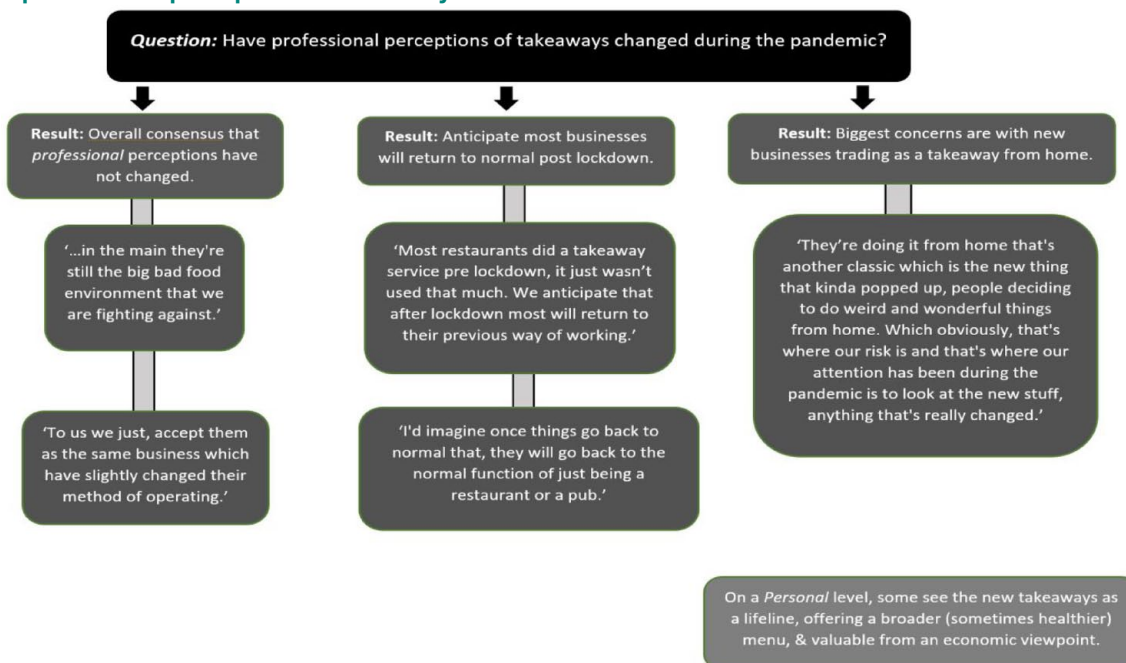 Question: Have professional perceptions of takeaways changed during the pandemic?
Result: Overall consensus that
professional perceptions have
not changed.
'...in the main they're
still the big bad food
environment that we
are fighting against.'
'To us we just, accept them
as the same business which
have slightly changed their
method of operating.'
Result: Anticipate most businesses
will return to normal post lockdown.
'Most restaurants did a takeaway
service pre lockdown, it just wasn't
used that much. We anticipate that
after lockdown most will return to
their previous way of working.'
'I'd imagine once things go back to
normal that, they will go back to the
normal function of just being a
restaurant or a pub.'
Result: Biggest concerns are with new
businesses trading as a takeaway from home.
'They're doing it from home that's
another classic which is the new thing
that kinda popped up, people deciding
to do weird and wonderful things
from home. Which obviously, that's
where our risk is and that's where our
attention has been during the
pandemic is to look at the new stuff,
anything that's really changed.'
On a Personal level, some see the new takeaways as
a lifeline, offering a broader (sometimes healthier)
menu, & valuable from an economic viewpoint.